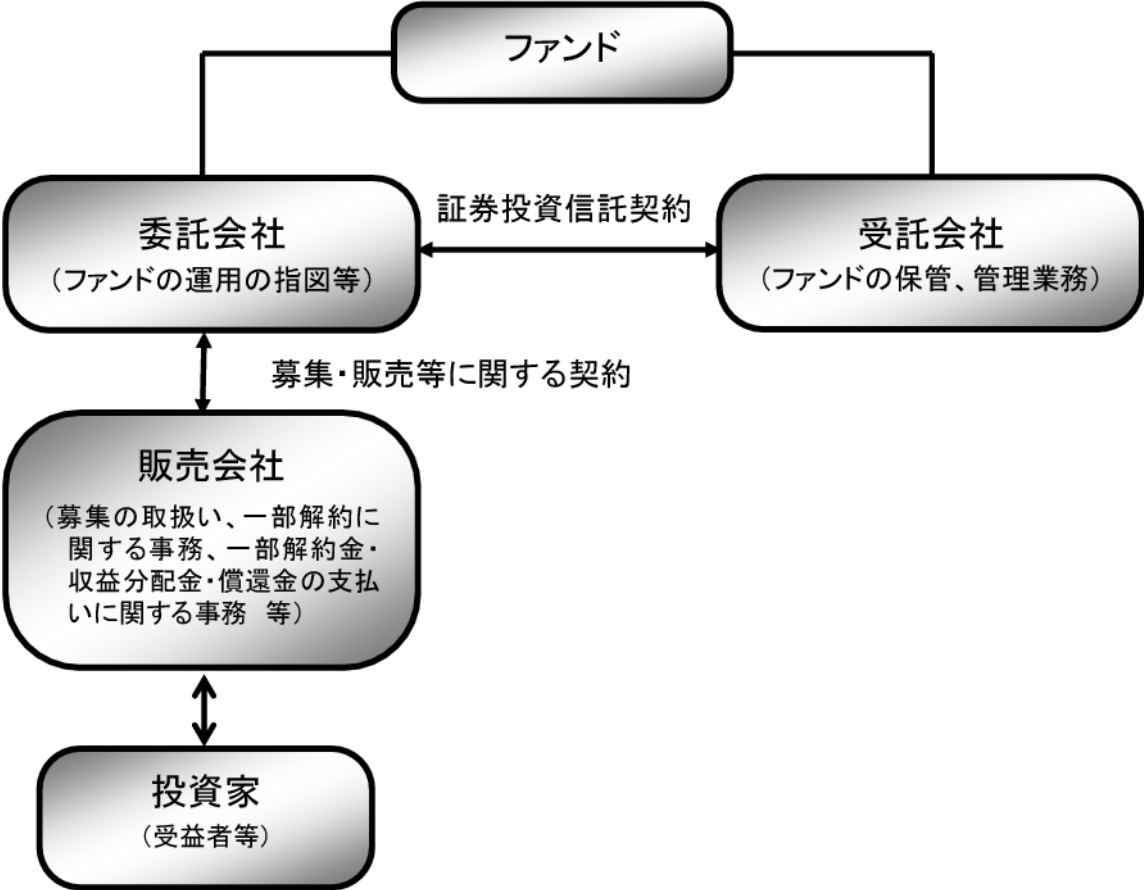 ファンド
証券投資信託契約
委託会社
（ファンドの運用の指図等）
受託会社
（ファンドの保管、管理業務）
募集・販売等に関する契約
販売会社
（募集の取扱い、一部解約に
関する事務、一部解約金・
収益分配金・償還金の支払
いに関する事務　等）
投資家
（受益者等）